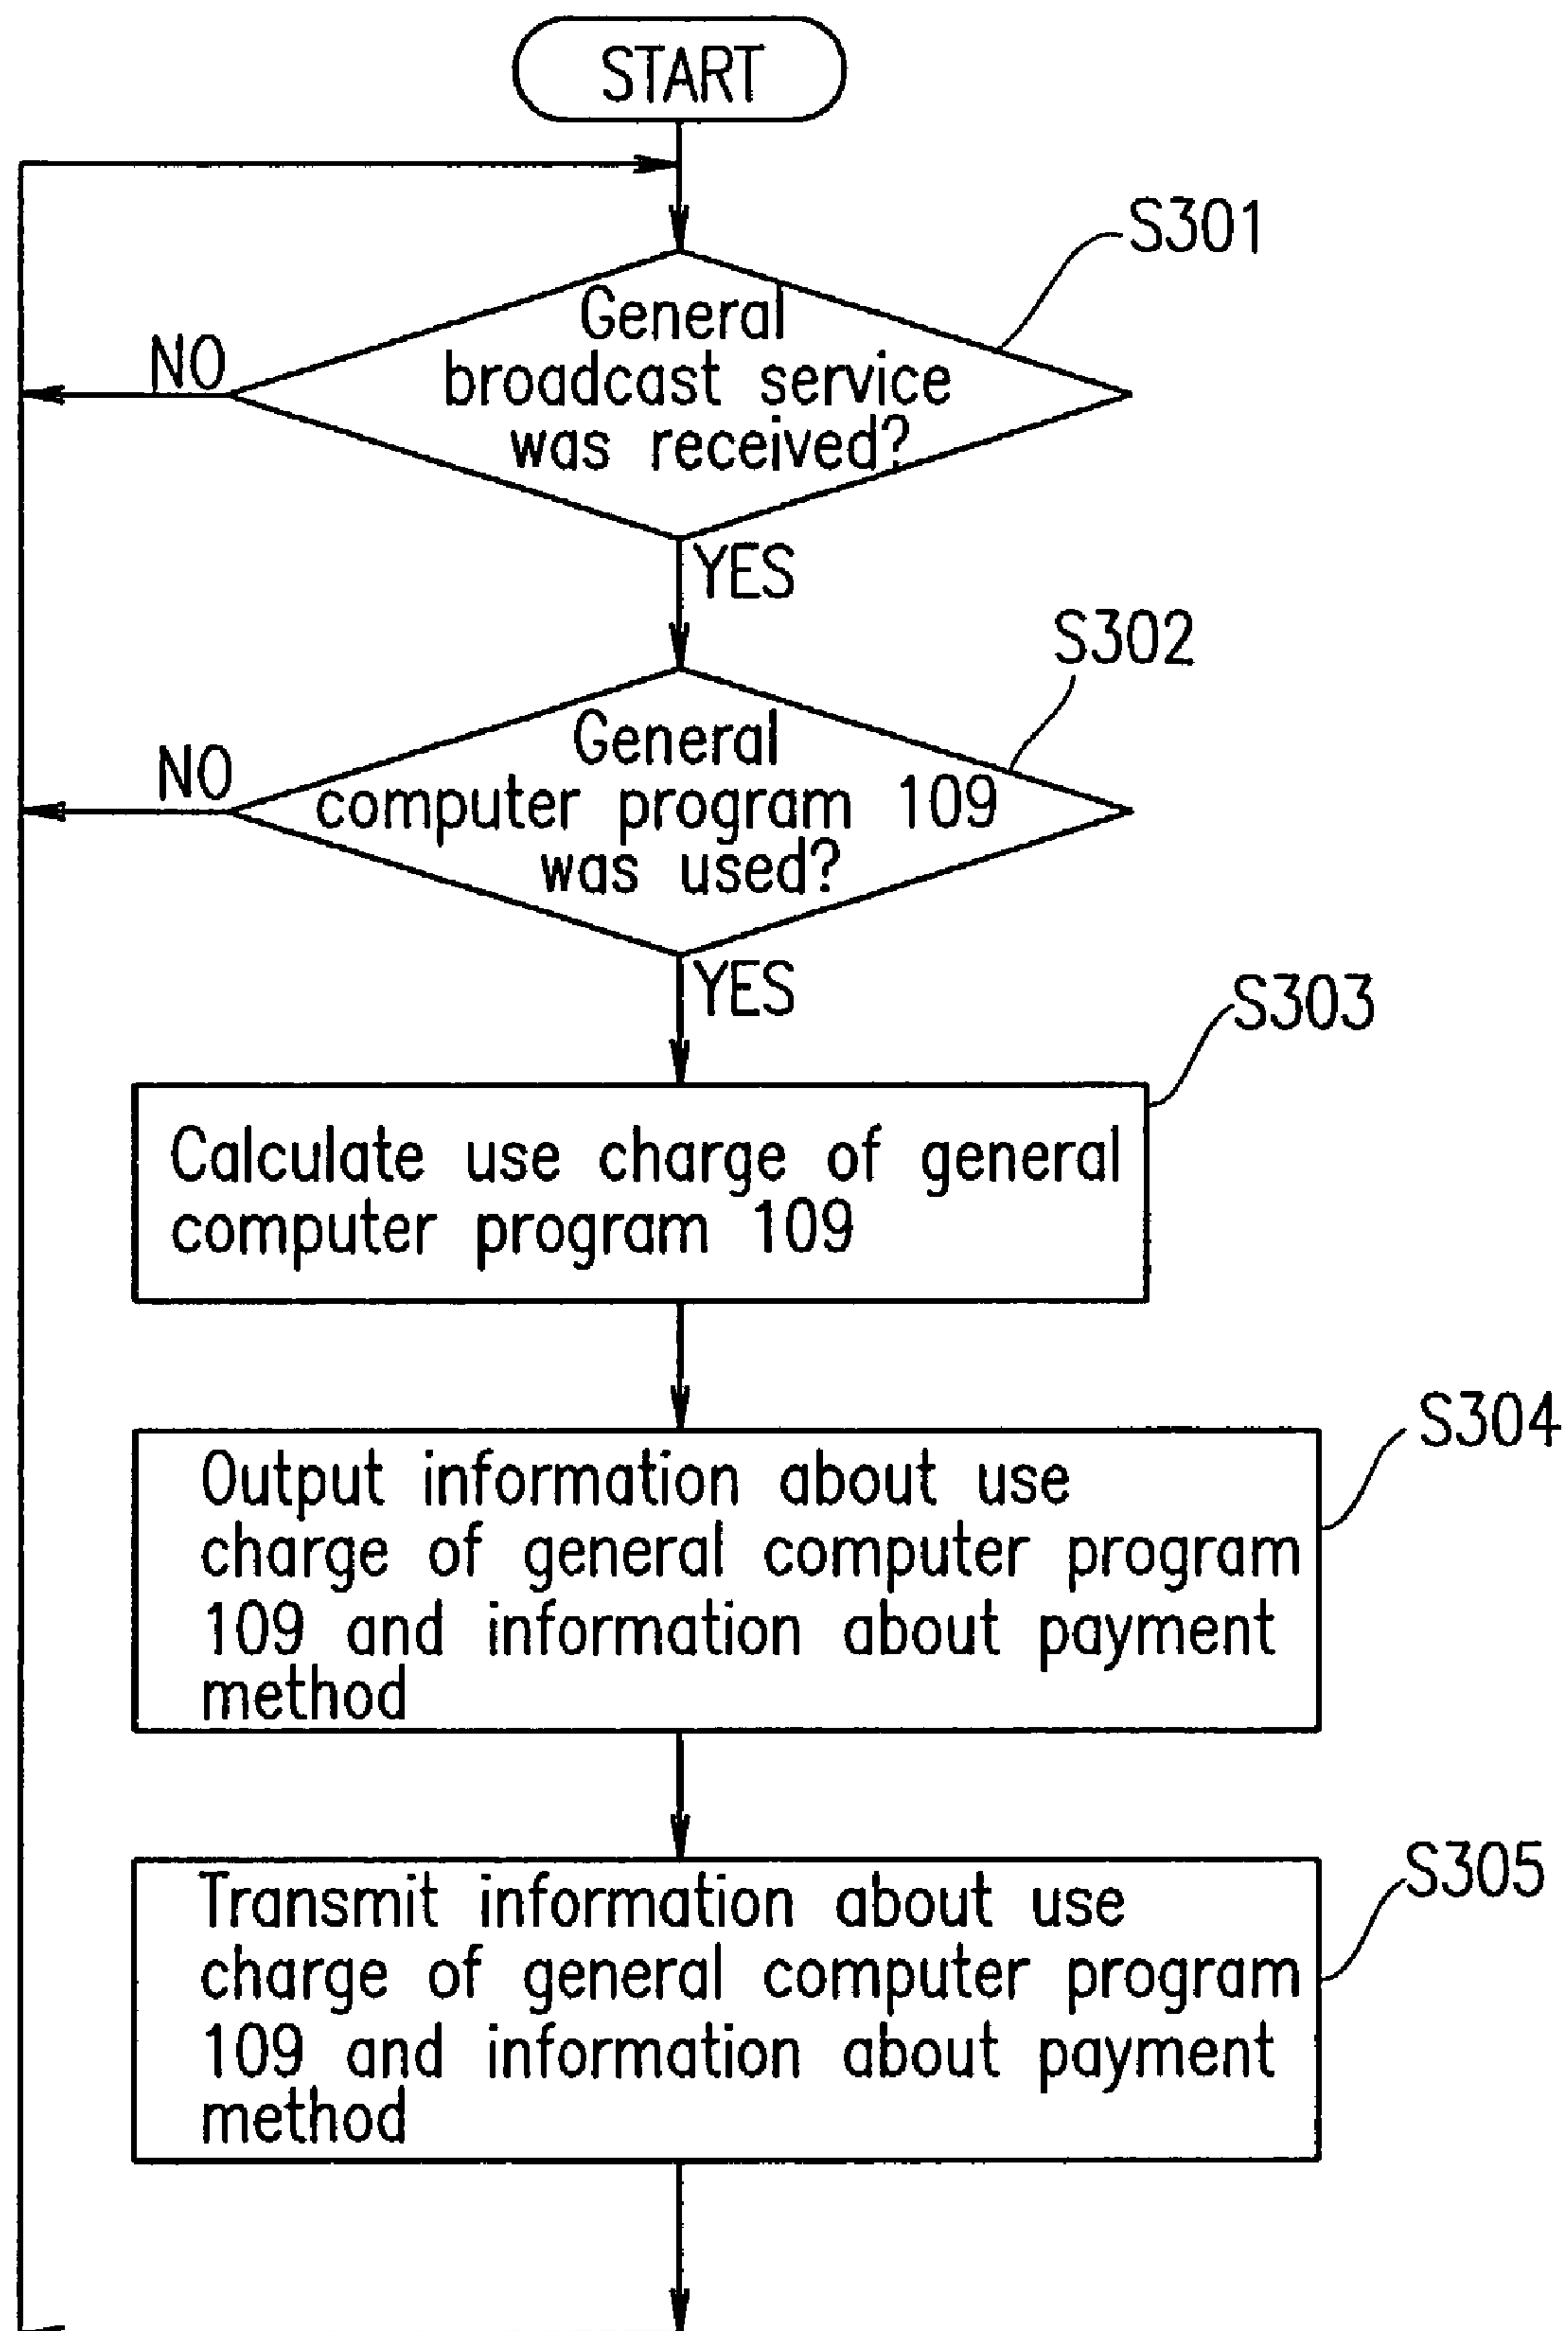 START
S301
General
broadcast service
was received?
NO
YES
S302
General
computer program 109
was used?
NO
YES
S303
Calculate use charge of general
computer program 109
S304
Output information about use
charge of general computer program
109 and information about payment
method
S305
Transmit information about use
charge of general computer program
109 and information about payment
method